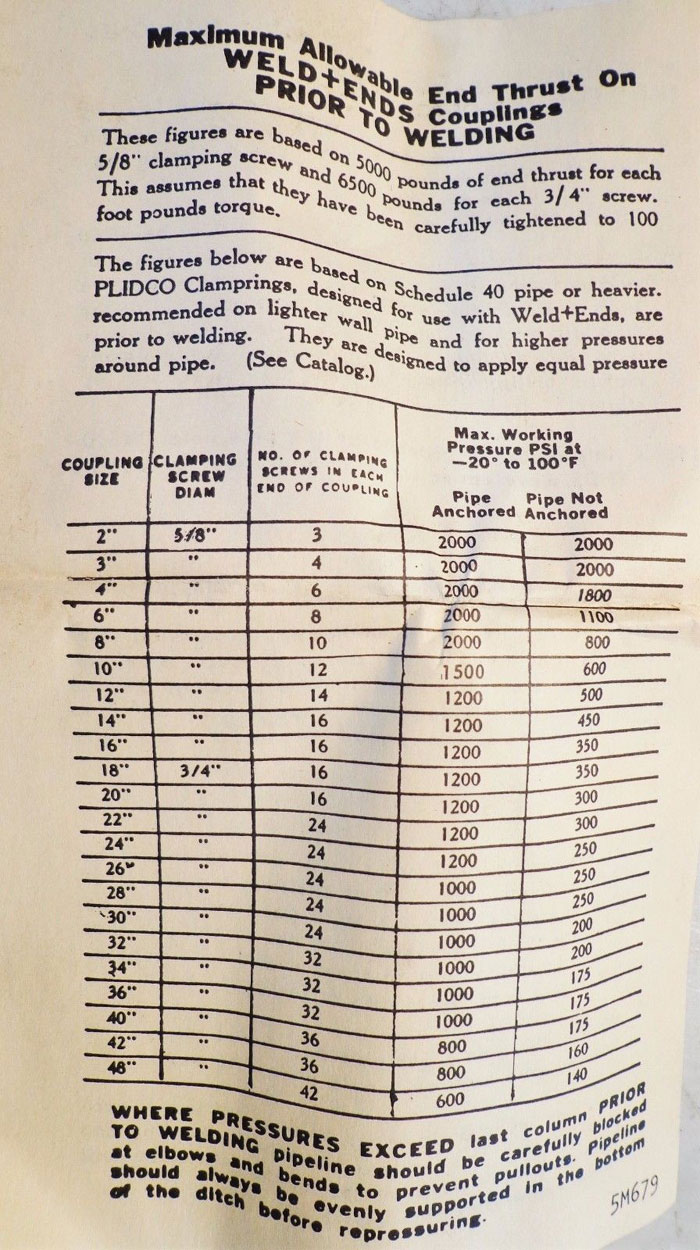 Maximum Allowable End Thrust On
WELD+ENDS Couplings
PRIOR TO WELDING
These figures are based on 5000 pounds of end thrust for each
5/8" clamping screw and 6500 pounds for each 3/4" screw.
This assumes that they have been carefully tightened to 100
foot pounds torque.
The figures below are based on Schedule 40 pipe or heavier.
PLIDCO Clamprings, designed for use with Weld+Ends, are
recommended on lighter wall pipe and for higher pressures
prior to welding. They are designed to apply equal pressure
around pipe. (See Catalog.)
COUPLING SIZE CLAMPING SCREW DIAM NO. OF CLAMPING SCREWS IN EACH END OF COUPLING Max. Working Pressure PSI at —20° to 100°F
Pipe Anchored Pipe Not Anchored
2" 5/8" 3 2000 2000
3" " 4 2000 2000
4" " 6 2000 1800
6" " 8 2000 1100
8" " 10 2000 800
10" " 12 1500 600
12" " 14 1200 500
14" " 16 1200 450
16" " 16 1200 350
18" 3/4" 16 1200 350
20" " 16 1200 300
22" " 24 1200 300
24" " 24 1200 250
26" " 24 1000 250
28" " 24 1000 250
30" " 24 1000 200
32" " 32 1000 200
34" " 32 1000 175
36" " 32 1000 175
40" " 36 800 175
42" " 36 800 160
48" " 42 600 140
WHERE PRESSURES EXCEED last column PRIOR
TO WELDING pipeline should be carefully blocked
at elbows and bends to prevent pullouts. Pipeline
should always be evenly supported in the bottom
of the ditch before repressuring.
5M679